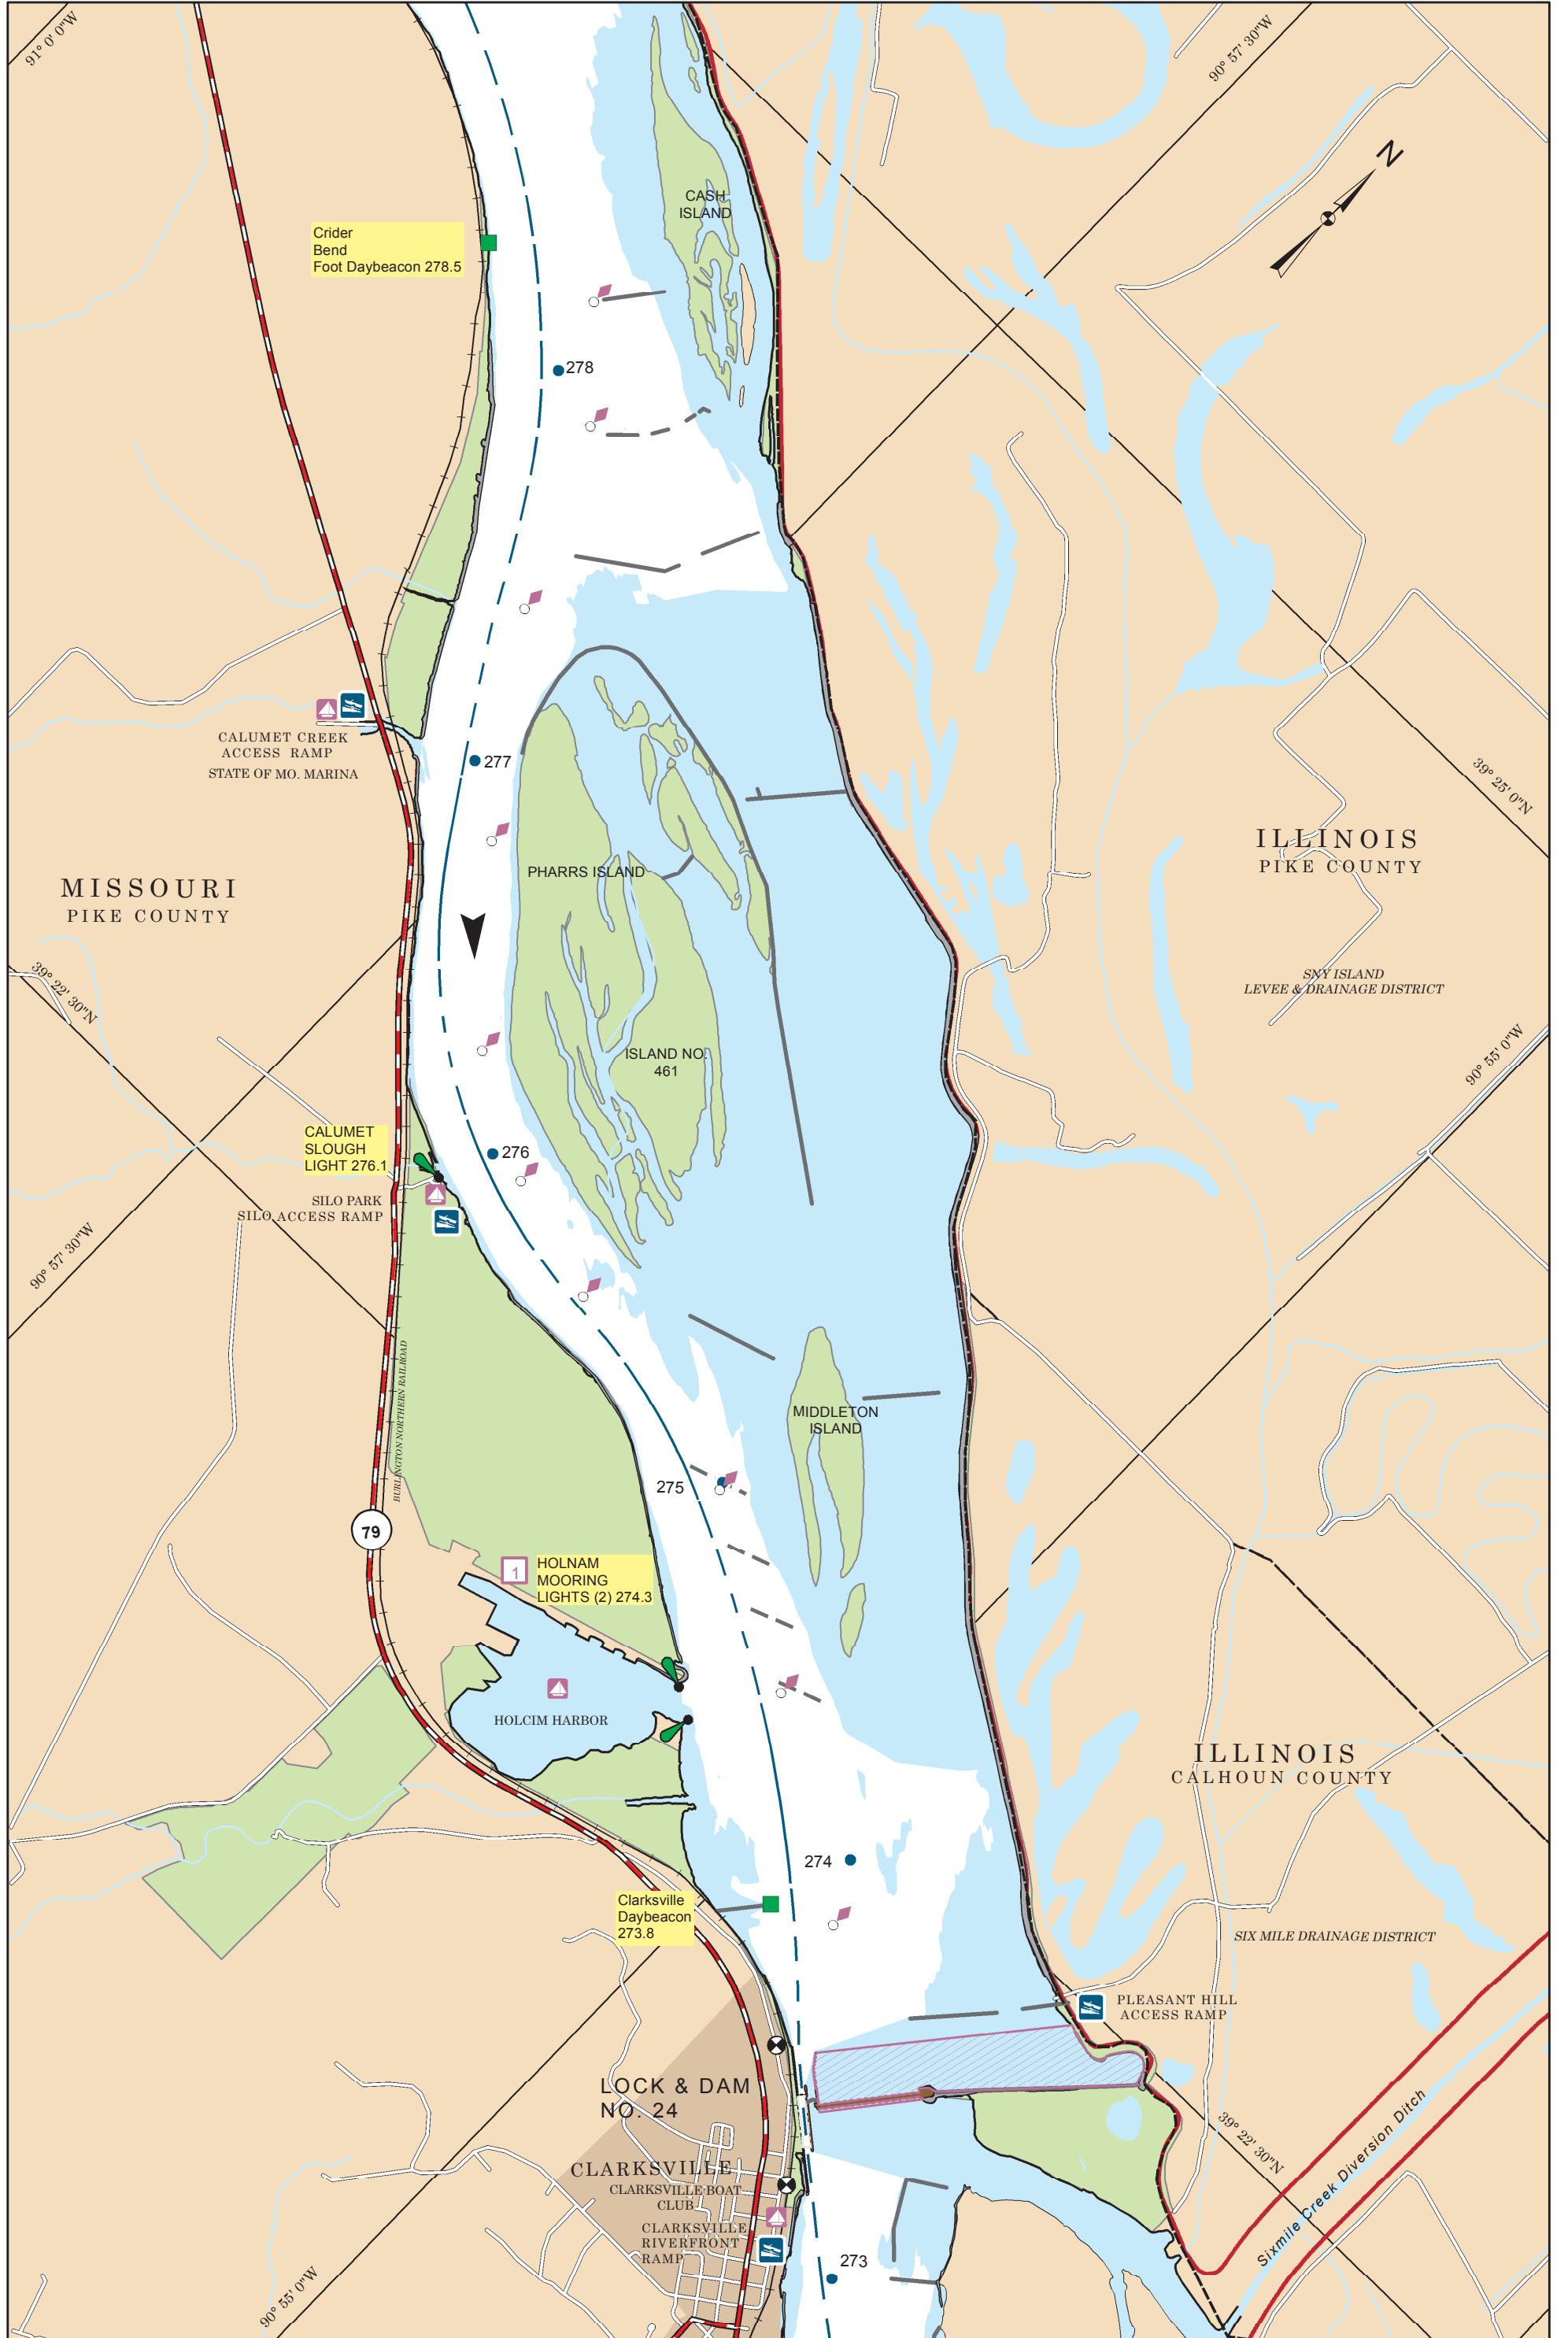 91° 0' 0"W
90° 57' 30"W
N
CASH
ISLAND
Crider
Bend
Foot Daybeacon 278.5
278
CALUMET CREEK
ACCESS RAMP
STATE OF MO. MARINA
277
39° 25' 0"N
ILLINOIS
PIKE COUNTY
MISSOURI
PIKE COUNTY
PHARRS ISLAND
SNY ISLAND
LEVEE & DRAINAGE DISTRICT
39° 22' 30"N
ISLAND NO.
461
90° 55' 0"W
CALUMET
SLOUGH
LIGHT 276.1
276
SILO PARK
SILO ACCESS RAMP
90° 57' 30"W
BURLINGTON NORTHERN RAILROAD
MIDDLETON
ISLAND
275
79
1
HOLNAM
MOORING
LIGHTS (2) 274.3
HOLCIM HARBOR
ILLINOIS
CALHOUN COUNTY
274
Clarksville
Daybeacon
273.8
SIX MILE DRAINAGE DISTRICT
PLEASANT HILL
ACCESS RAMP
LOCK & DAM
NO. 24
39° 22' 30"N
Sixmile Creek Diversion Ditch
CLARKSVILLE
CLARKSVILLE BOAT
CLUB
CLARKSVILLE
RIVERFRONT
RAMP
273
90° 55' 0"W